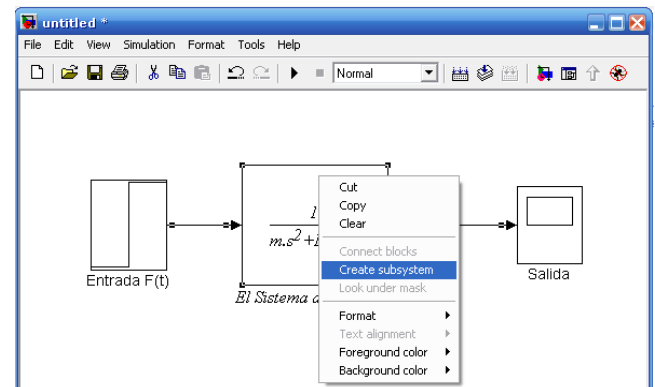 untitled *
File Edit View Simulation Format Tools Help
Normal
Cut
Copy
Clear
Connect blocks
Create subsystem
Look under mask
Format
Text alignment
Foreground color
Background color
1
m.s²+
Entrada F(t)
El Sistema
Salida